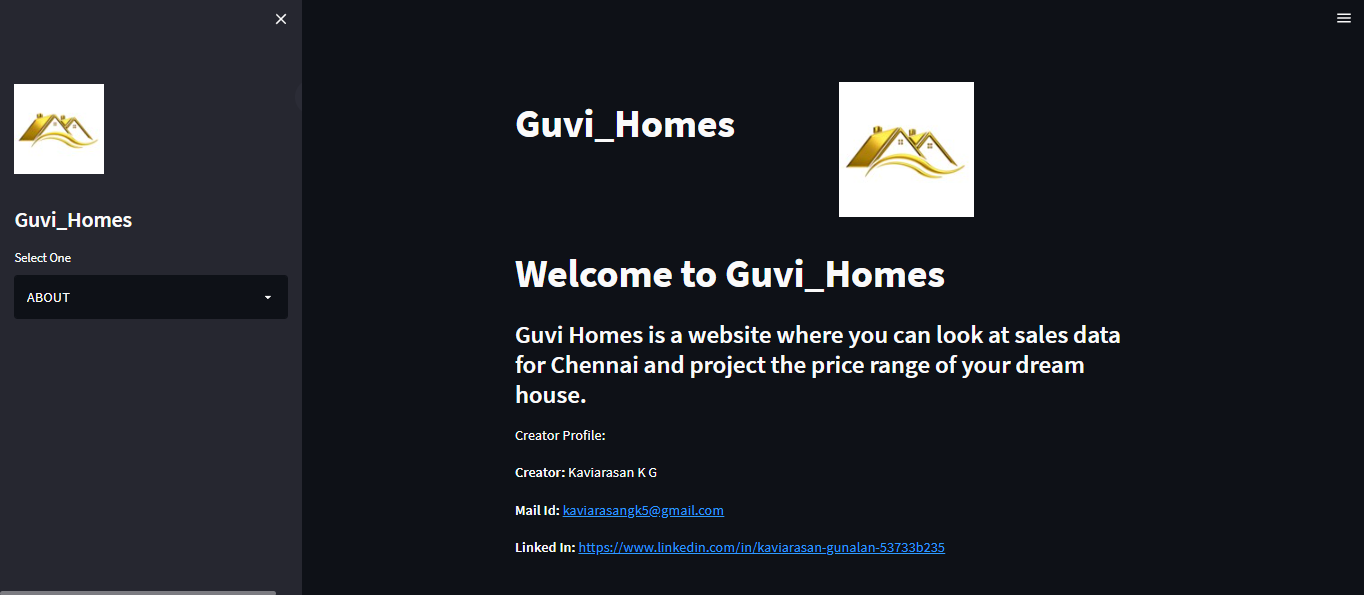 Guvi_Homes
Select One
ABOUT
Guvi_Homes
Welcome to Guvi_Homes
Guvi Homes is a website where you can look at sales data
for Chennai and project the price range of your dream
house.
Creator Profile:
Creator: Kaviarasan K G
Mail Id: kaviarasangk5@gmail.com
Linked In: https://www.linkedin.com/in/kaviarasan-gunalan-53733b235